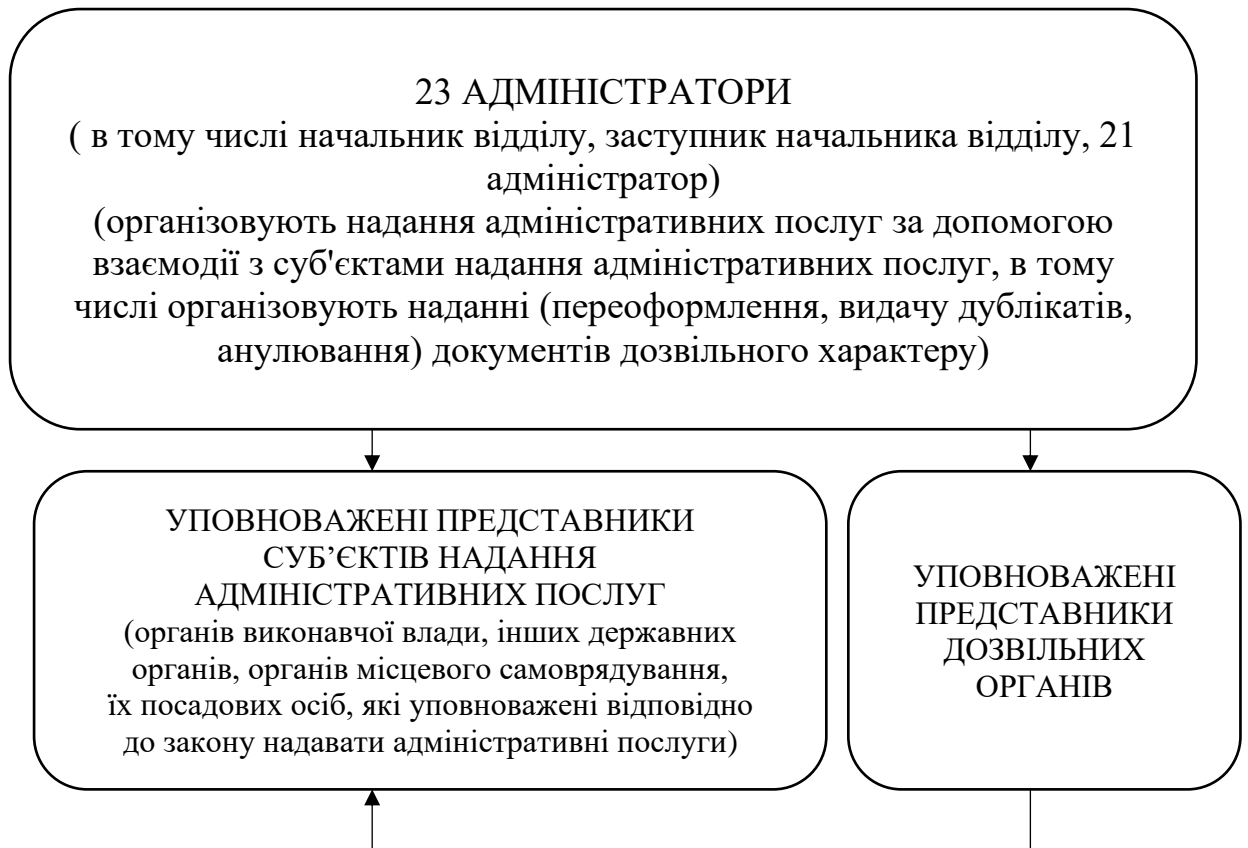 23 АДМІНІСТРАТОРИ
( в тому числі начальник відділу, заступник начальника відділу, 21
адміністратор)
(організовують надання адміністративних послуг за допомогою
взаємодії з суб'єктами надання адміністративних послуг, в тому
числі організовують наданні (переоформлення, видачу дублікатів,
анулювання) документів дозвільного характеру)
УПОВНОВАЖЕНІ ПРЕДСТАВНИКИ
СУБ’ЄКТІВ НАДАННЯ
АДМІНІСТРАТИВНИХ ПОСЛУГ
(органів виконавчої влади, інших державних
органів, органів місцевого самоврядування,
їх посадових осіб, які уповноважені відповідно
до закону надавати адміністративні послуги)
УПОВНОВАЖЕНІ
ПРЕДСТАВНИКИ
ДОЗВІЛЬНИХ
ОРГАНІВ